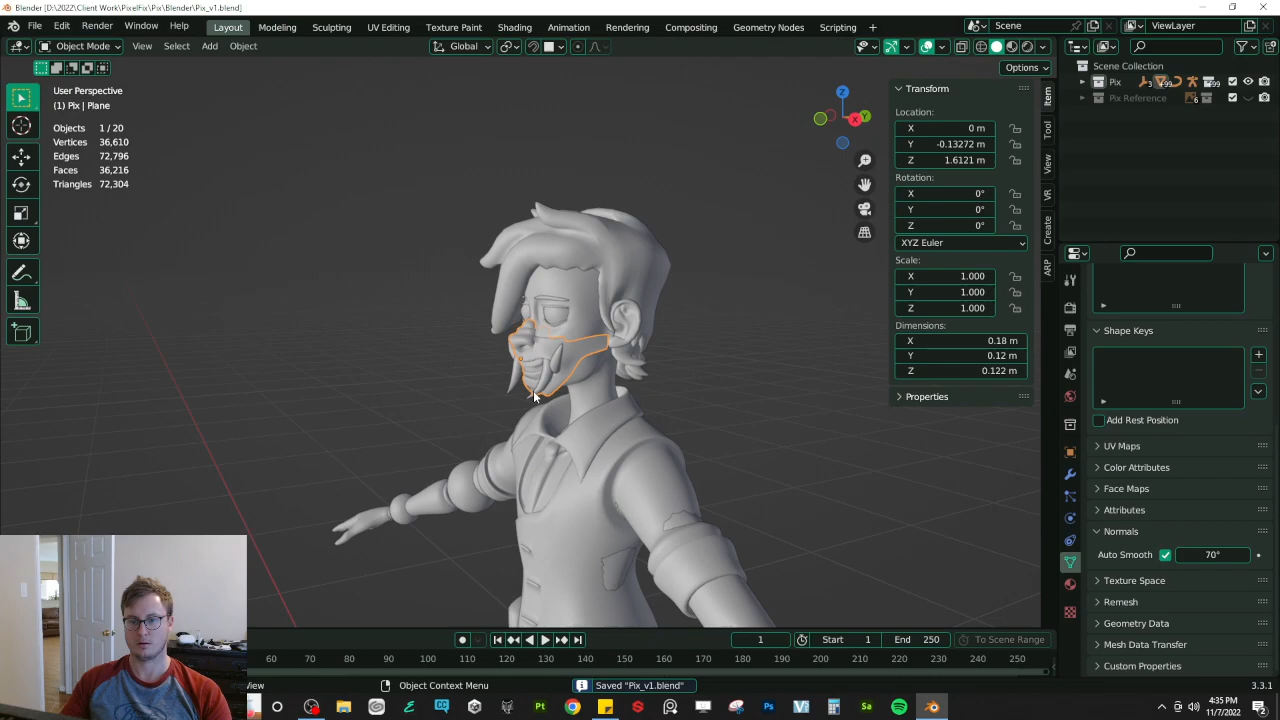 Blender [D:\2022\Client Work\PixelFix\Pix\Blender\Pix_v1.blend]
File Edit Render Window Help Layout Modeling Sculpting UV Editing Texture Paint Shading Animation Rendering Compositing Geometry Nodes Scripting + Scene ViewLayer
Object Mode View Select Add Object Global
Options
User Perspective
(1) Pix | Plane
Objects 1 / 20
Vertices 36,610
Edges 72,796
Faces 36,216
Triangles 72,304
Z
X
Y
Transform
Location:
X 0 m
Y -0.13272 m
Z 1.6121 m
Rotation:
X 0°
Y 0°
Z 0°
XYZ Euler
Scale:
X 1.000
Y 1.000
Z 1.000
Dimensions:
X 0.18 m
Y 0.12 m
Z 0.122 m
Properties
Item
Tool
View
VR
Create
ARP
Scene Collection
Pix
Pix Reference
Shape Keys
Add Rest Position
UV Maps
Color Attributes
Face Maps
Attributes
Normals
Auto Smooth 70°
Texture Space
Remesh
Geometry Data
Mesh Data Transfer
Custom Properties
1 Start 1 End 250 To Scene Range
60 70 80 90 100 110 120 130 140 150 160 170 180 190 200 210 220 230 240 250
View Object Context Menu Saved "Pix_v1.blend" 3.3.1
Pt Ps Sa
4:35 PM
11/7/2022